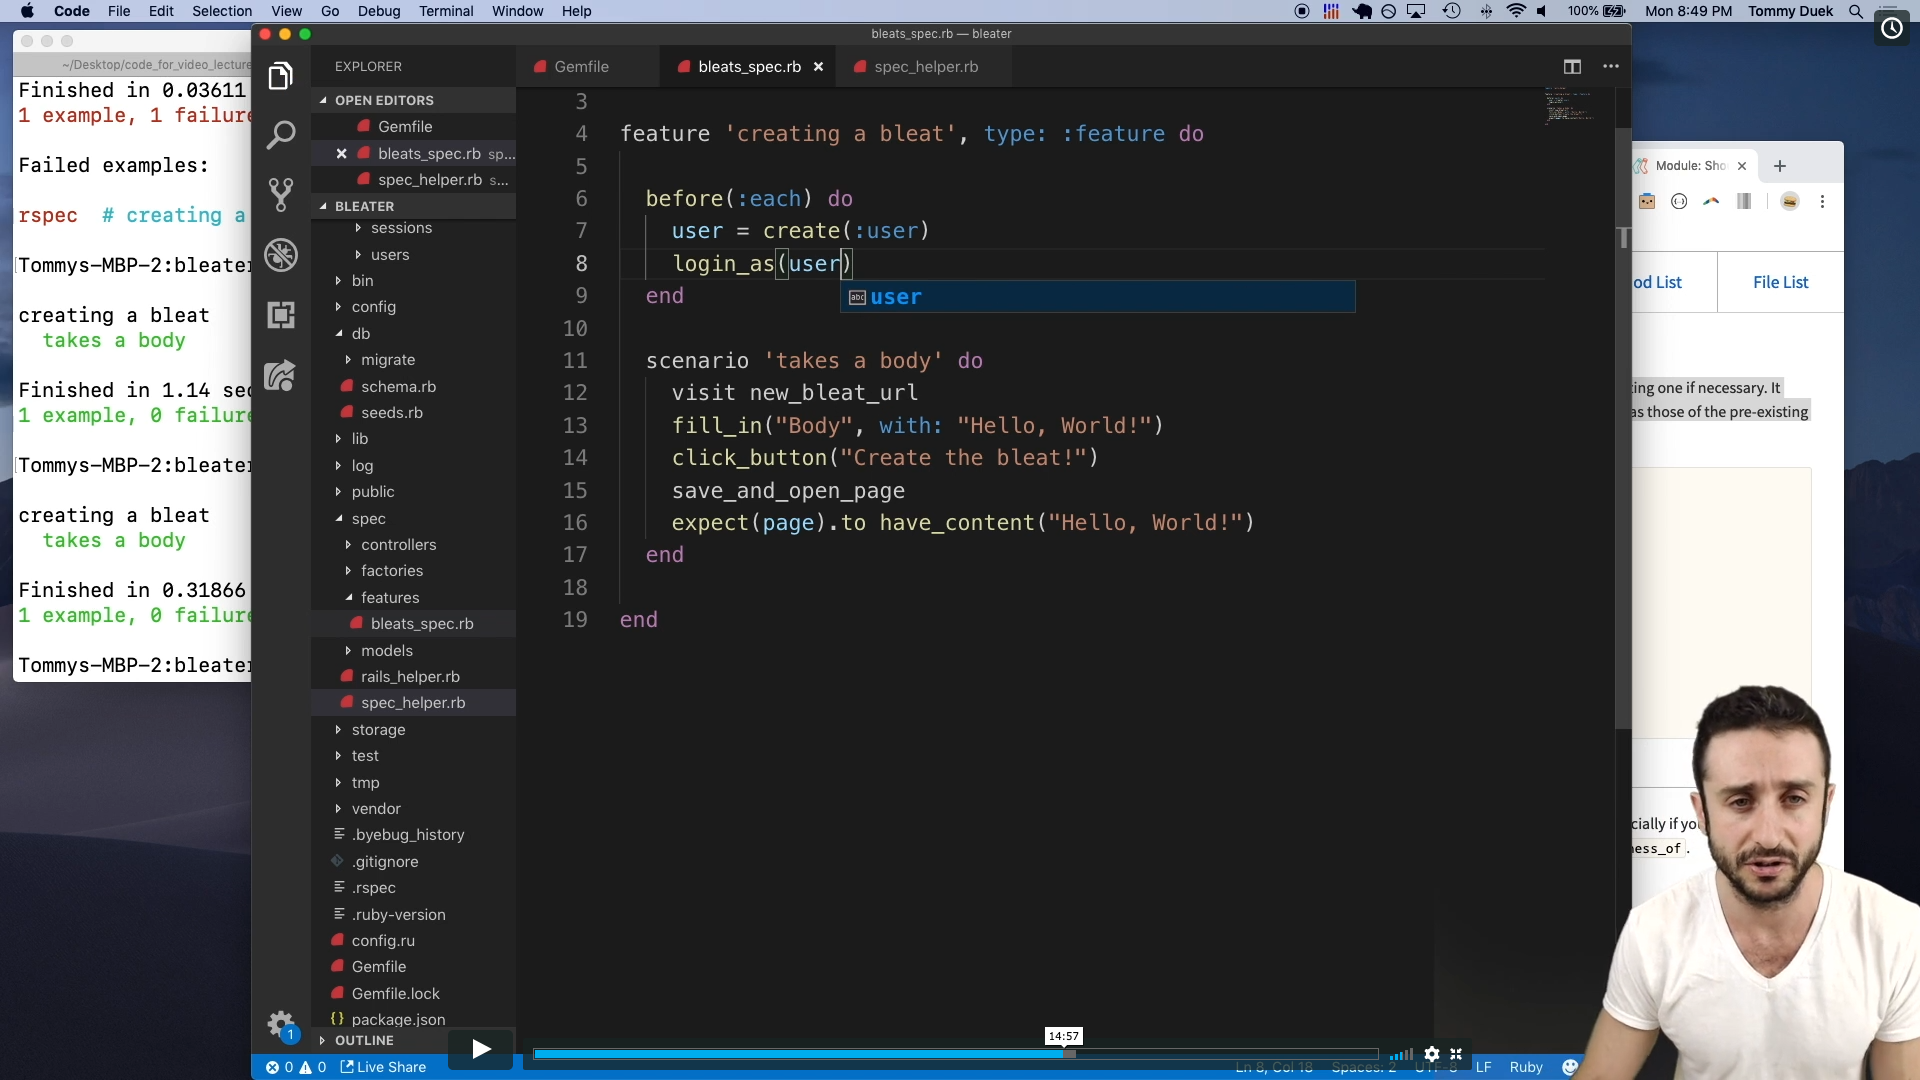 Code File Edit Selection View Go Debug Terminal Window Help
100% Mon 8:49 PM Tommy Duek
~/Desktop/code_for_video_lecture
Finished in 0.03611
1 example, 1 failure
Failed examples:
rspec # creating a
Tommys-MBP-2:bleater
creating a bleat
takes a body
Finished in 1.14 sec
1 example, 0 failure
Tommys-MBP-2:bleater
creating a bleat
takes a body
Finished in 0.31866
1 example, 0 failure
Tommys-MBP-2:bleater
bleats_spec.rb — bleater
EXPLORER
OPEN EDITORS
Gemfile
bleats_spec.rb sp...
spec_helper.rb s...
BLEATER
sessions
users
bin
config
db
migrate
schema.rb
seeds.rb
lib
log
public
spec
controllers
factories
features
bleats_spec.rb
models
rails_helper.rb
spec_helper.rb
storage
test
tmp
vendor
.byebug_history
.gitignore
.rspec
.ruby-version
config.ru
Gemfile
Gemfile.lock
package.json
OUTLINE
1
Gemfile bleats_spec.rb spec_helper.rb
3
4 feature 'creating a bleat', type: :feature do
5
6 before(:each) do
7 user = create(:user)
8 login_as(user)
abc user
9 end
10
11 scenario 'takes a body' do
12 visit new_bleat_url
13 fill_in("Body", with: "Hello, World!")
14 click_button("Create the bleat!")
15 save_and_open_page
16 expect(page).to have_content("Hello, World!")
17 end
18
19 end
14:57
0 0 Live Share
Ln 8, Col 18 Spaces: 2 UTF-8 LF Ruby
Module: Sho
od List File List
ting one if necessary. It
as those of the pre-existing
cially if yo
ness_of.